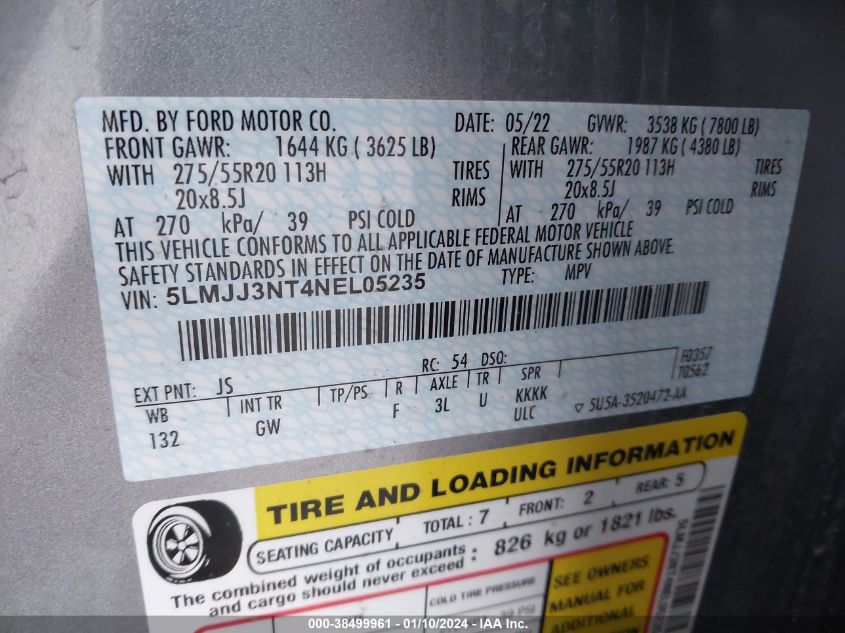 MFD. BY FORD MOTOR CO. DATE: 05/22 GVWR: 3538 KG ( 7800 LB)
FRONT GAWR: 1644 KG ( 3625 LB) REAR GAWR: 1987 KG ( 4380 LB)
WITH 275/55R20 113H TIRES WITH 275/55R20 113H TIRES
20x8.5J RIMS 20x8.5J RIMS
AT 270 kPa/ 39 PSI COLD AT 270 kPa/ 39 PSI COLD
THIS VEHICLE CONFORMS TO ALL APPLICABLE FEDERAL MOTOR VEHICLE
SAFETY STANDARDS IN EFFECT ON THE DATE OF MANUFACTURE SHOWN ABOVE.
VIN: 5LMJJ3NT4NEL05235 TYPE: MPV
F0357
T0562
EXT PNT: JS RC: 54 DSO:
WB INT TR TP/PS R AXLE TR SPR
132 GW F 3L U KKKK
ULC ▽ 5U5A-3520472-AA
TIRE AND LOADING INFORMATION
SEATING CAPACITY TOTAL : 7 FRONT: 2 REAR: 5
The combined weight of occupants : 826 kg or 1821 lbs.
and cargo should never exceed :
COLD TIRE PRESSURE
SEE OWNERS
MANUAL FOR
ADDITIONAL
000-38499961 - 01/10/2024 - IAA Inc.